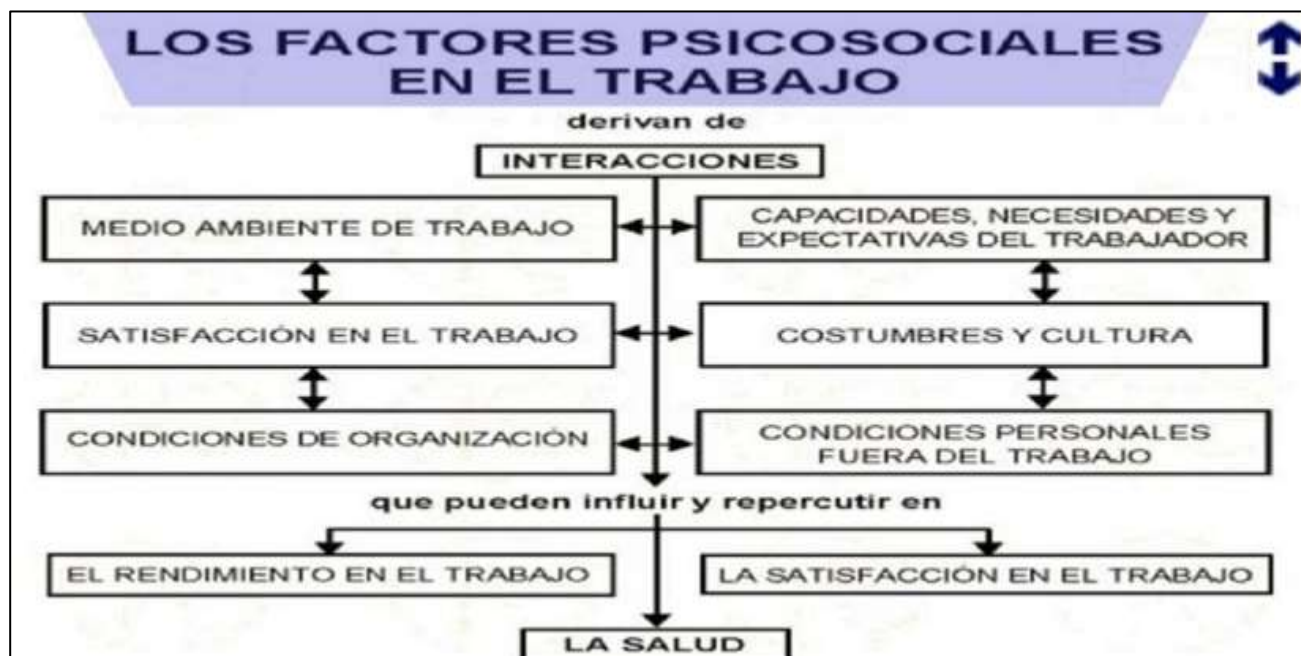 LOS FACTORES PSICOSOCIALES
EN EL TRABAJO
derivan de
INTERACCIONES
MEDIO AMBIENTE DE TRABAJO
CAPACIDADES, NECESIDADES Y
EXPECTATIVAS DEL TRABAJADOR
SATISFACCIÓN EN EL TRABAJO
COSTUMBRES Y CULTURA
CONDICIONES DE ORGANIZACIÓN
CONDICIONES PERSONALES
FUERA DEL TRABAJO
que pueden influir y repercutir en
EL RENDIMIENTO EN EL TRABAJO
LA SATISFACCIÓN EN EL TRABAJO
LA SALUD